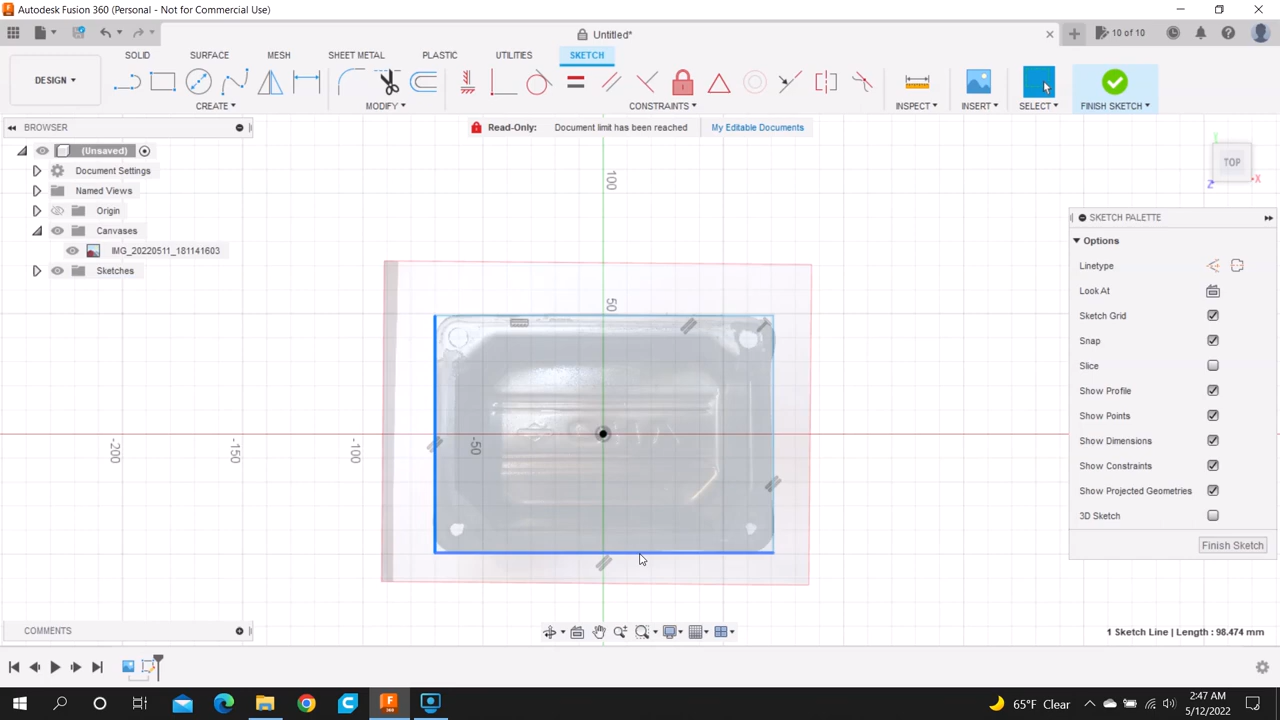 Autodesk Fusion 360 (Personal - Not for Commercial Use)
Untitled*
10 of 10
DESIGN
SOLID SURFACE MESH SHEET METAL PLASTIC UTILITIES SKETCH
CREATE MODIFY CONSTRAINTS INSPECT INSERT SELECT FINISH SKETCH
BROWSER
Read-Only: Document limit has been reached My Editable Documents
(Unsaved)
Document Settings
Named Views
Origin
Canvases
IMG_20220511_181141603
Sketches
TOP
X
Z
Y
100
50
-200
-150
-100
-50
SKETCH PALETTE
Options
Linetype
Look At
Sketch Grid
Snap
Slice
Show Profile
Show Points
Show Dimensions
Show Constraints
Show Projected Geometries
3D Sketch
Finish Sketch
COMMENTS
1 Sketch Line | Length : 98.474 mm
65°F Clear
2:47 AM
5/12/2022